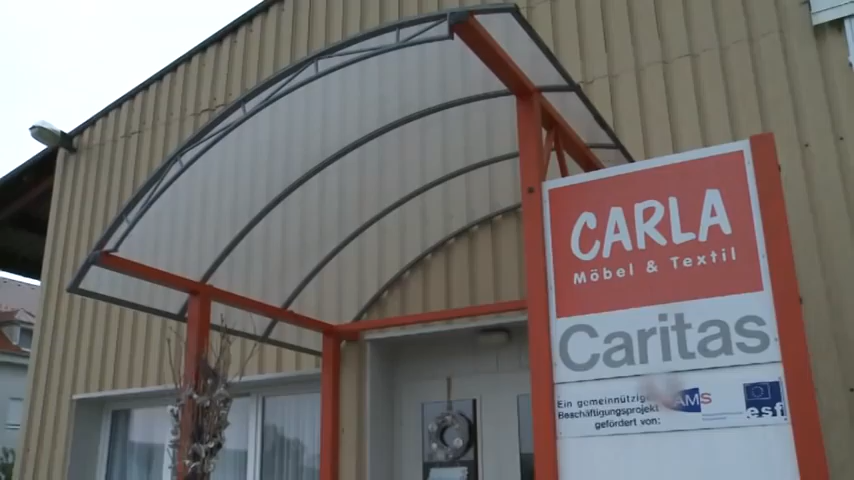 CARLA
Möbel & Textil
Caritas
Ein gemeinnütziges
Beschäftigungsprojekt
gefördert von:
AMS
esf